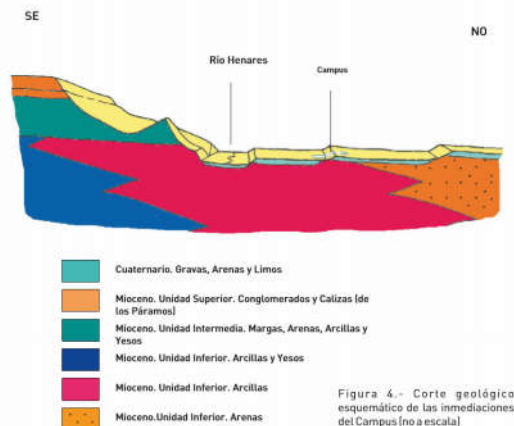 SE
NO
Río Henares
Campus
Cuaternario. Gravas, Arenas y Limos
Mioceno. Unidad Superior. Conglomerados y Calizas (de
los Páramos)
Mioceno. Unidad Intermedia. Margas, Arenas, Arcillas y
Yesos
Mioceno. Unidad Inferior. Arcillas y Yesos
Mioceno. Unidad Inferior. Arcillas
Mioceno.Unidad Inferior. Arenas
Figura 4.- Corte geológico
esquemático de las inmediaciones
del Campus (no a escala)